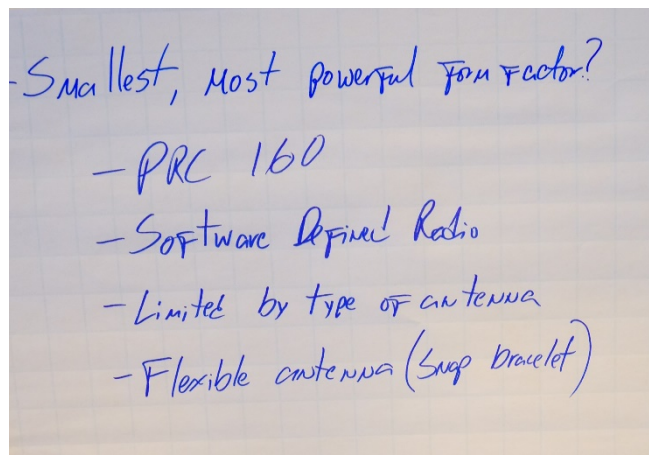 - Smallest, Most powerful Form Factor?
- PRC 160
- Software Defined Radio
- Limited by type of antenna
- Flexible antenna (Snap bracelet)